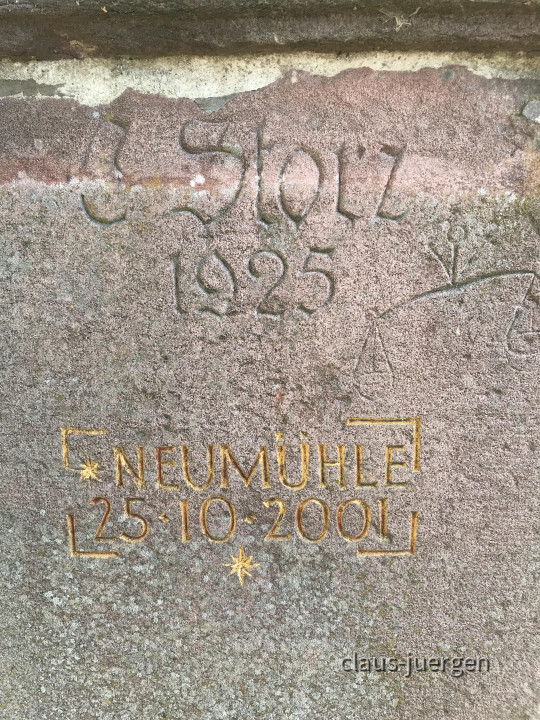 J Storz
1925
NEUMÜHLE
25·10·2001
claus-juergen